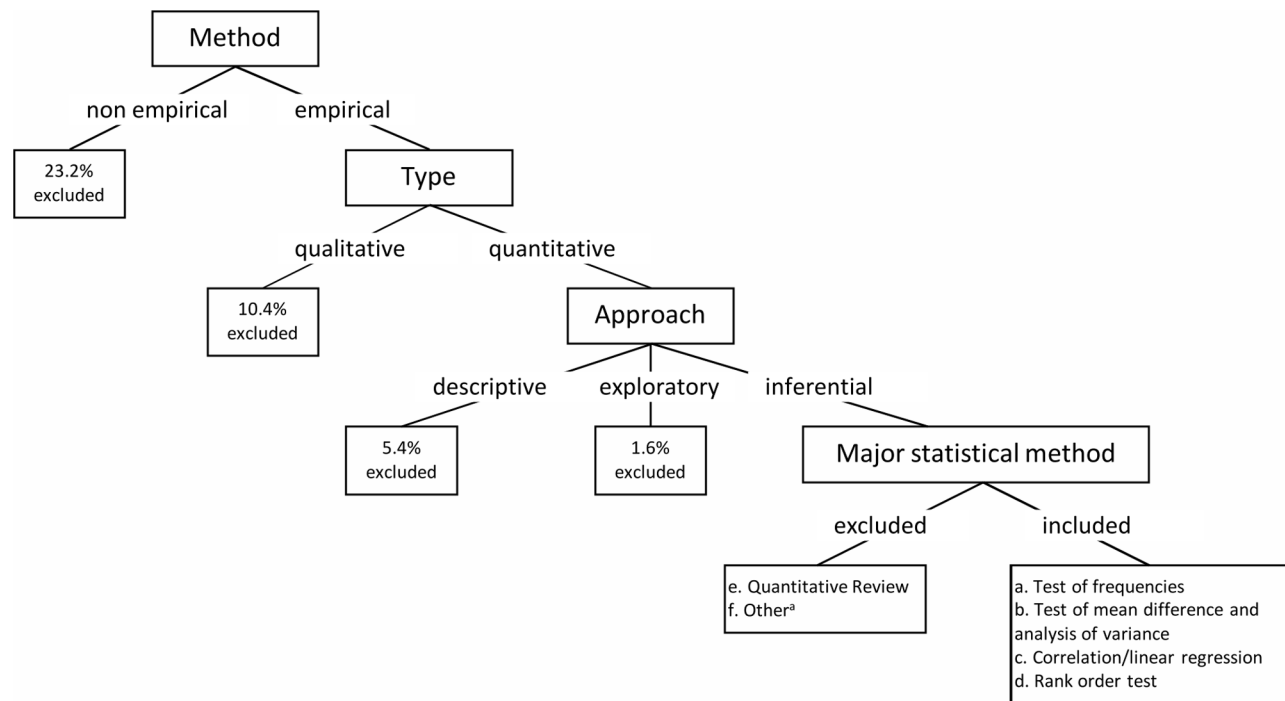 Method
non empirical
empirical
23.2%
excluded
Type
qualitative
quantitative
10.4%
excluded
Approach
descriptive
exploratory
inferential
5.4%
excluded
1.6%
excluded
Major statistical method
excluded
included
e. Quantitative Review
f. Otherᵃ
a. Test of frequencies
b. Test of mean difference and
analysis of variance
c. Correlation/linear regression
d. Rank order test